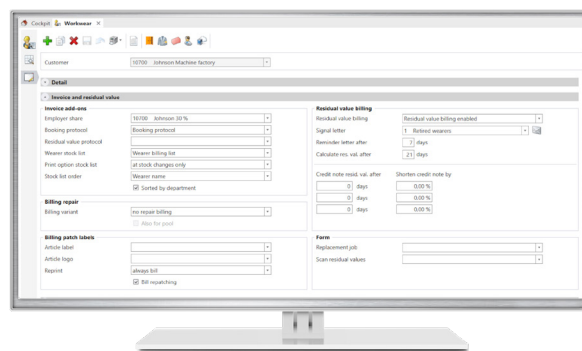 Cockpit Workwear ×
Customer 10700 Johnson Machine factory
Detail
Invoice and residual value
Invoice add-ons
Employer share 10700 Johnson 30 %
Booking protocol Booking protocol
Residual value protocol
Wearer stock list Wearer billing list
Print option stock list at stock changes only
Stock list order Wearer name
Sorted by department
Billing repair
Billing variant no repair billing
Also for pool
Billing patch labels
Article label
Article logo
Reprint always bill
Bill repatching
Residual value billing
Residual value billing Residual value billing enabled
Signal letter 1 Retired wearers
Reminder letter after 7 days
Calculate res. val. after 21 days
Credit note resid. val. after Shorten credit note by
0 days 0,00 %
0 days 0,00 %
0 days 0,00 %
Form
Replacement job
Scan residual values